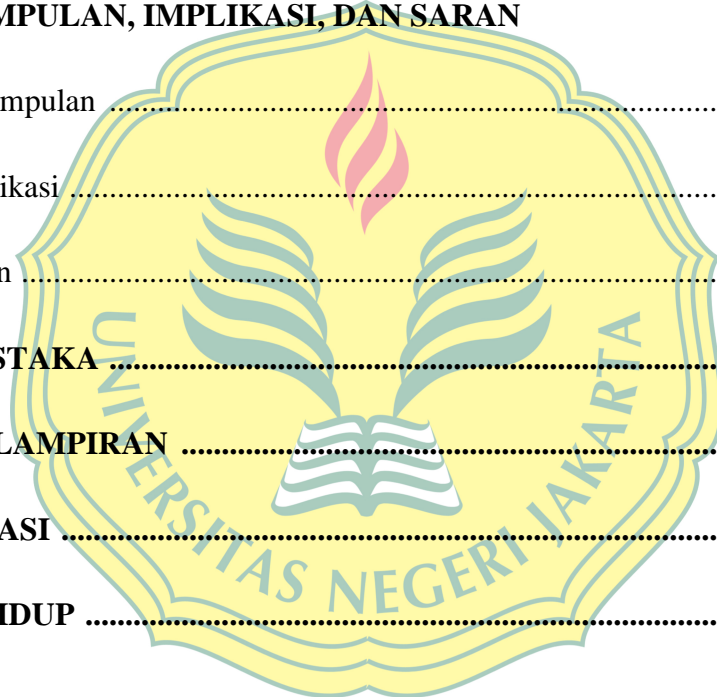 MPULAN, IMPLIKASI, DAN SARAN
mpulan ........................................................................................
ikasi .............................................................................................
n ...................................................................................................
STAKA .......................................................................................
LAMPIRAN .............................................................................
ASI ..............................................................................................
IDUP ...........................................................................................
UNIVERSITAS NEGERI JAKARTA